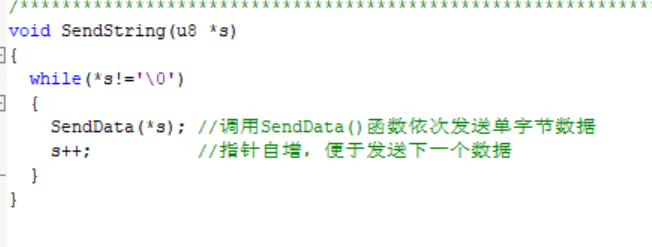 /*************************************************************
void SendString(u8 *s)
{
  while(*s!='\0')
  {
    SendData(*s); //调用SendData()函数依次发送单字节数据
    s++;          //指针自增，便于发送下一个数据
  }
}